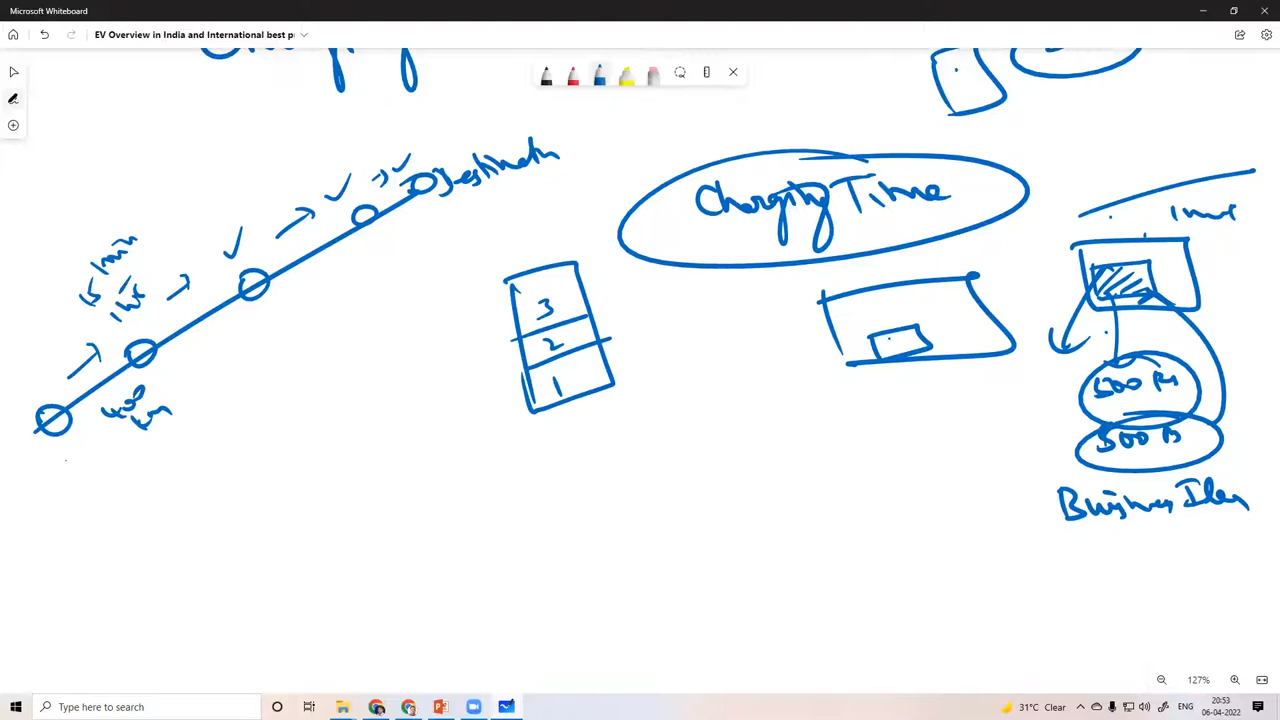 Microsoft Whiteboard
EV Overview in India and International best p
Destinatn
Charging Time
3
2
1
500 Rs
500 Rs
Business Idea
127%
Type here to search
31°C Clear
ENG
20:53
06-04-2022